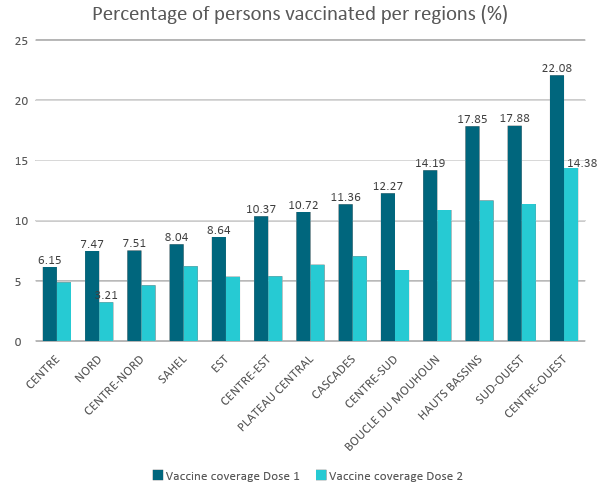 Percentage of persons vaccinated per regions (%)
25
20
15
10
5
0
6.15
7.47
3.21
7.51
8.04
8.64
10.37
10.72
11.36
12.27
14.19
17.85
17.88
22.08
14.38
CENTRE
NORD
CENTRE-NORD
SAHEL
EST
CENTRE-EST
PLATEAU CENTRAL
CASCADES
CENTRE-SUD
BOUCLE DU MOUHOUN
HAUTS BASSINS
SUD-OUEST
CENTRE-OUEST
Vaccine coverage Dose 1
Vaccine coverage Dose 2